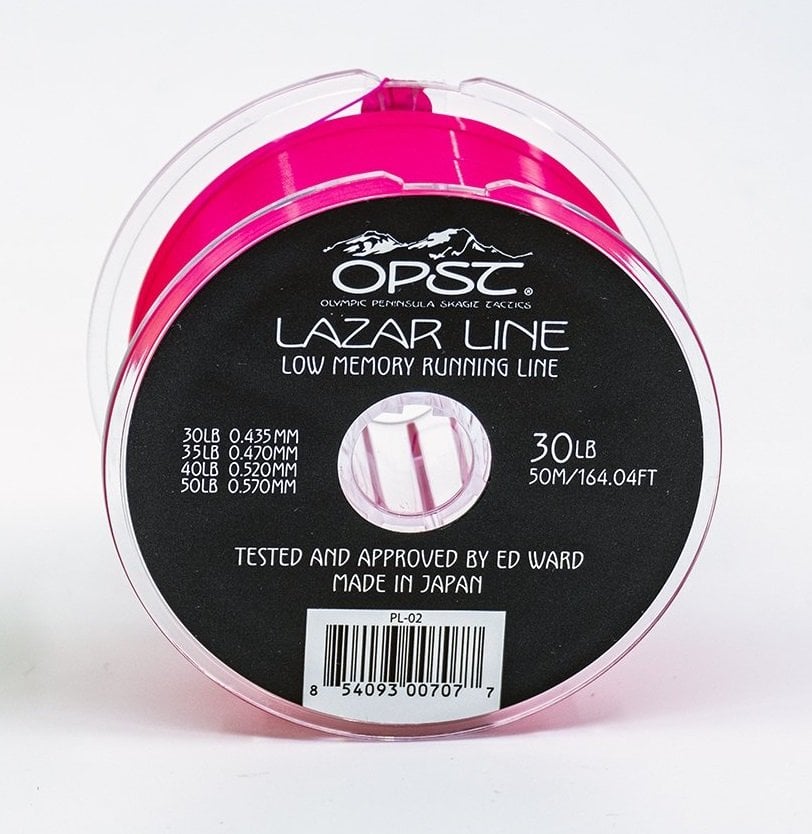 OPST®
OLYMPIC PENINSULA SKAGIT TACTICS
LAZAR LINE
LOW MEMORY RUNNING LINE
30LB 0.435MM
35LB 0.470MM
40LB 0.520MM
50LB 0.570MM
30LB
50M/164.04FT
TESTED AND APPROVED BY ED WARD
MADE IN JAPAN
PL-02
8 54093 00707 7